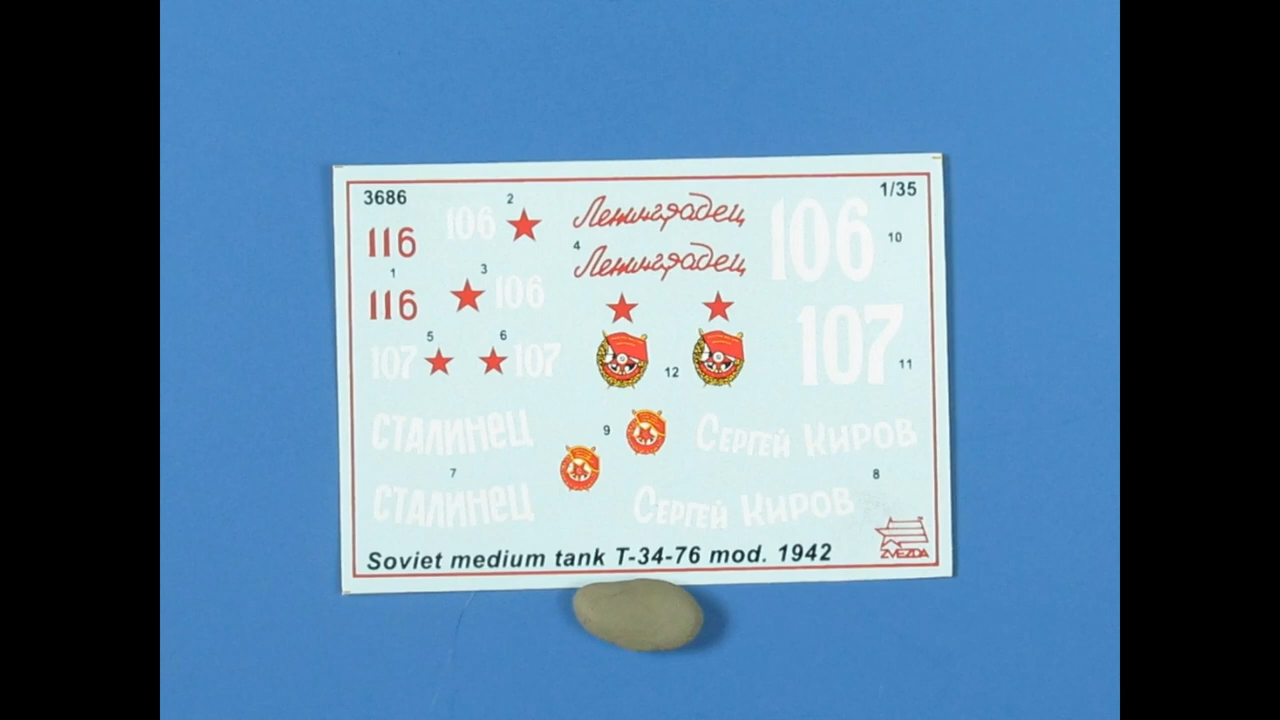 3686
1/35
2
106
Ленинградец
106
10
116
4
1
3
Ленинградец
116
106
107
5
6
107
107
12
11
9
Сталинец
Сергей Киров
7
8
Сталинец
Сергей Киров
ZVEZDA
Soviet medium tank T-34-76 mod. 1942